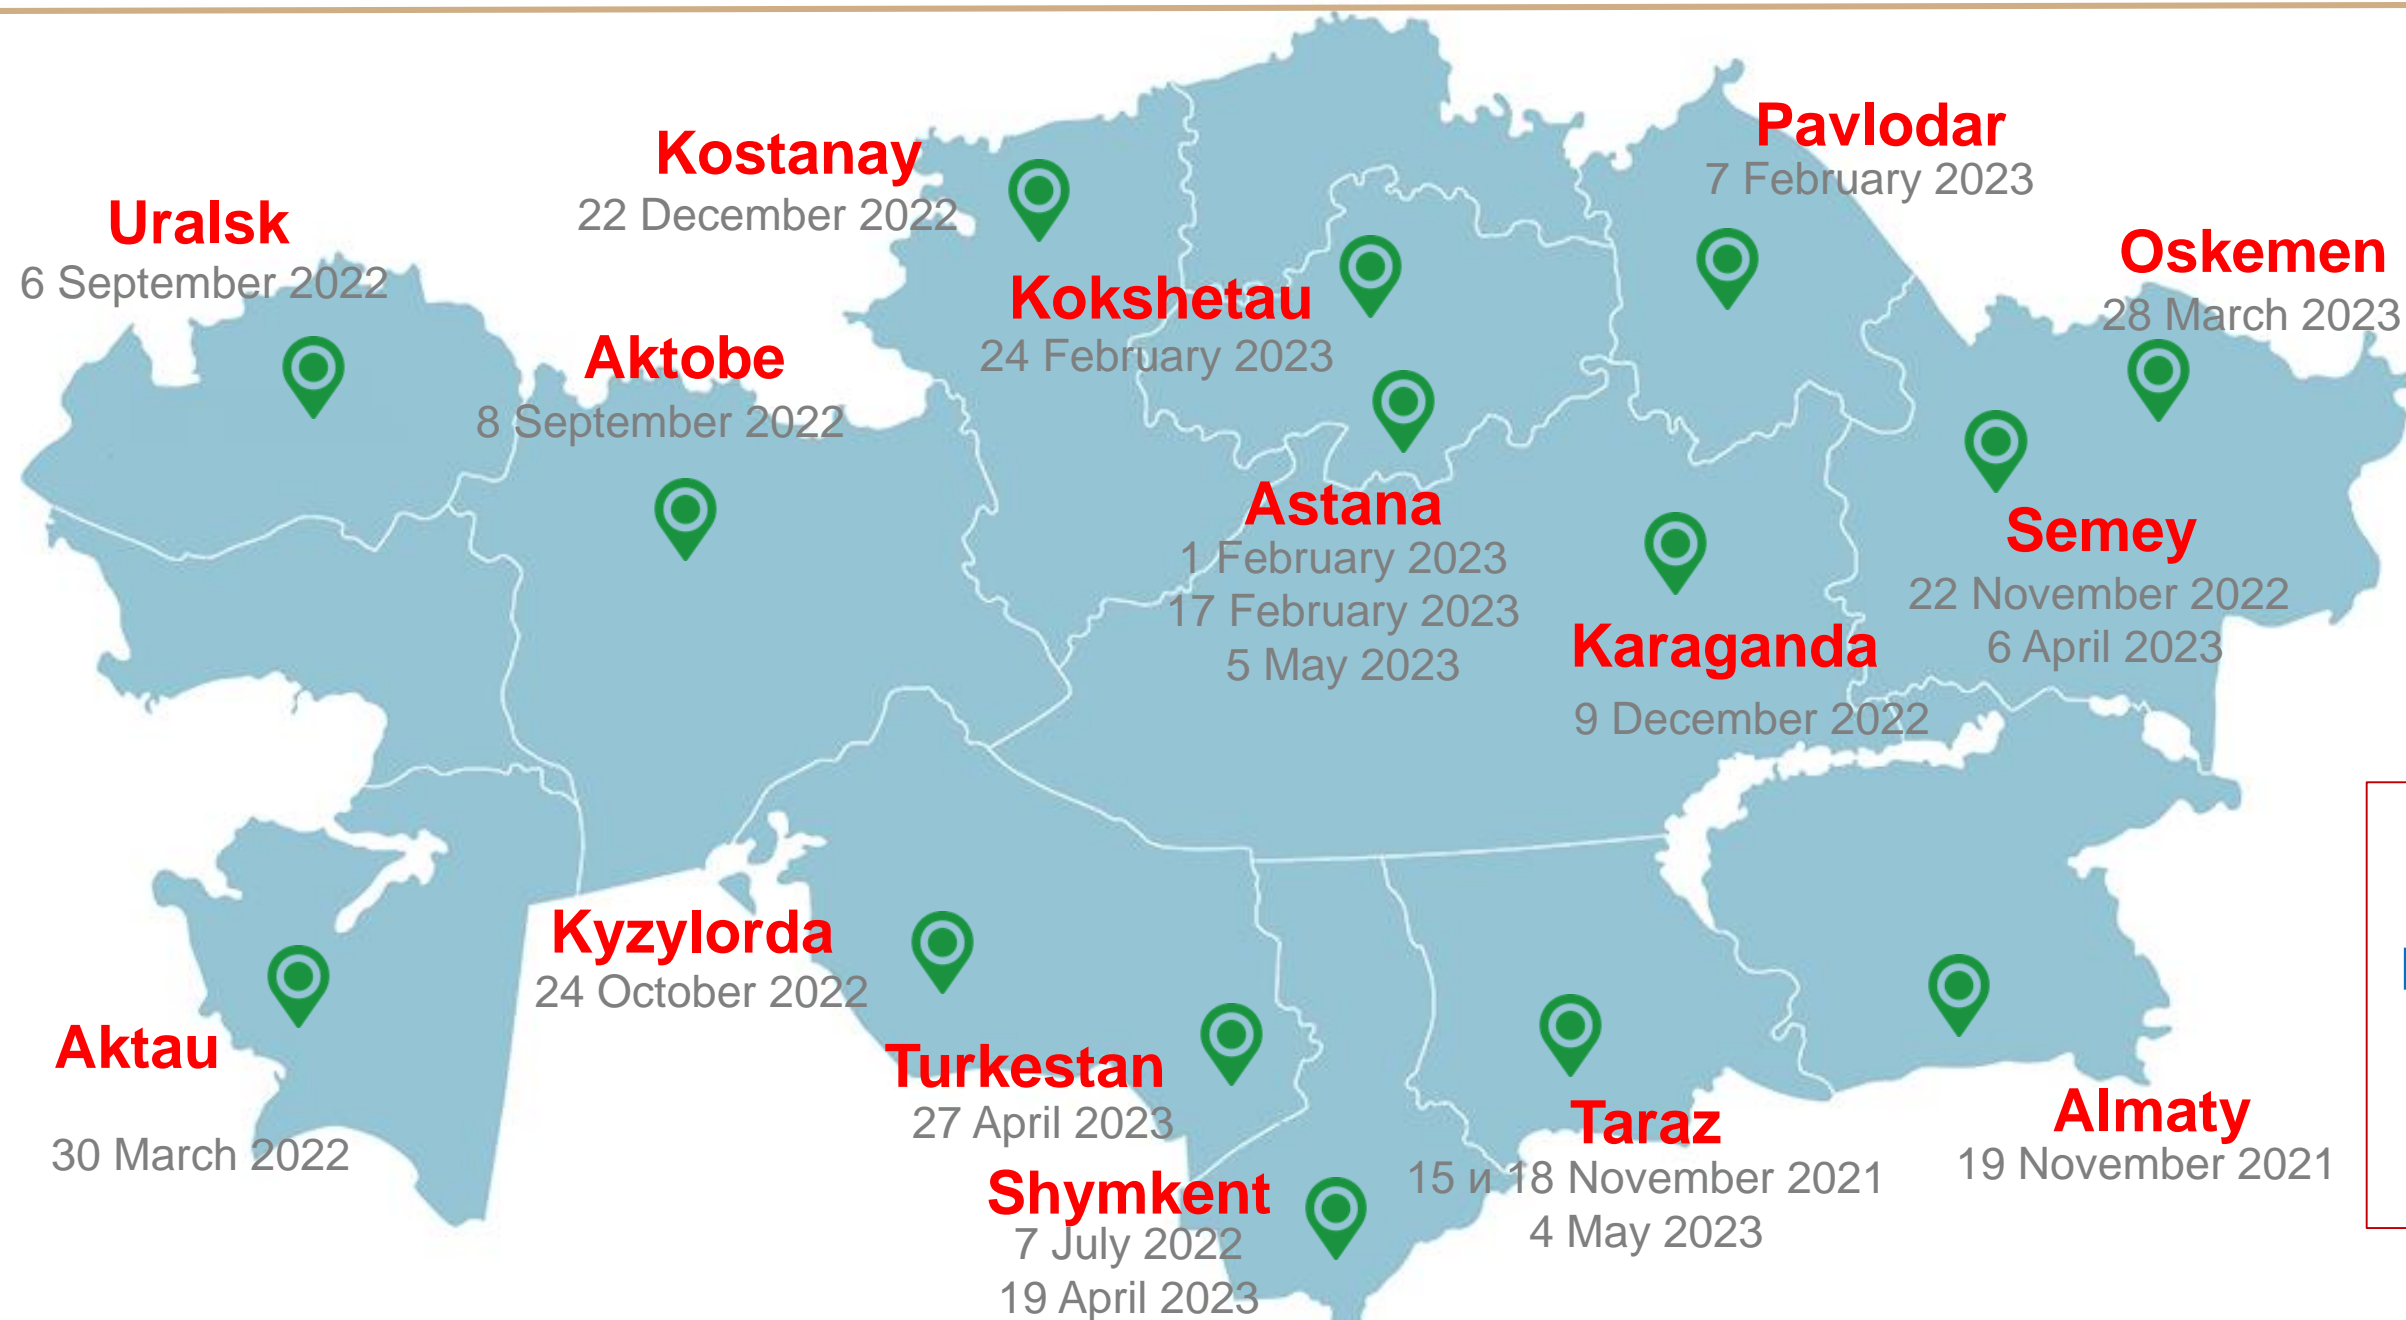 Pavlodar
7 February 2023
Kostanay
22 December 2022
Uralsk
6 September 2022
Oskemen
28 March 2023
Kokshetau
24 February 2023
Aktobe
8 September 2022
Astana
1 February 2023
17 February 2023
5 May 2023
Semey
22 November 2022
6 April 2023
Karaganda
9 December 2022
Kyzylorda
24 October 2022
Aktau
30 March 2022
Turkestan
27 April 2023
Taraz
15 и 18 November 2021
4 May 2023
Almaty
19 November 2021
Shymkent
7 July 2022
19 April 2023